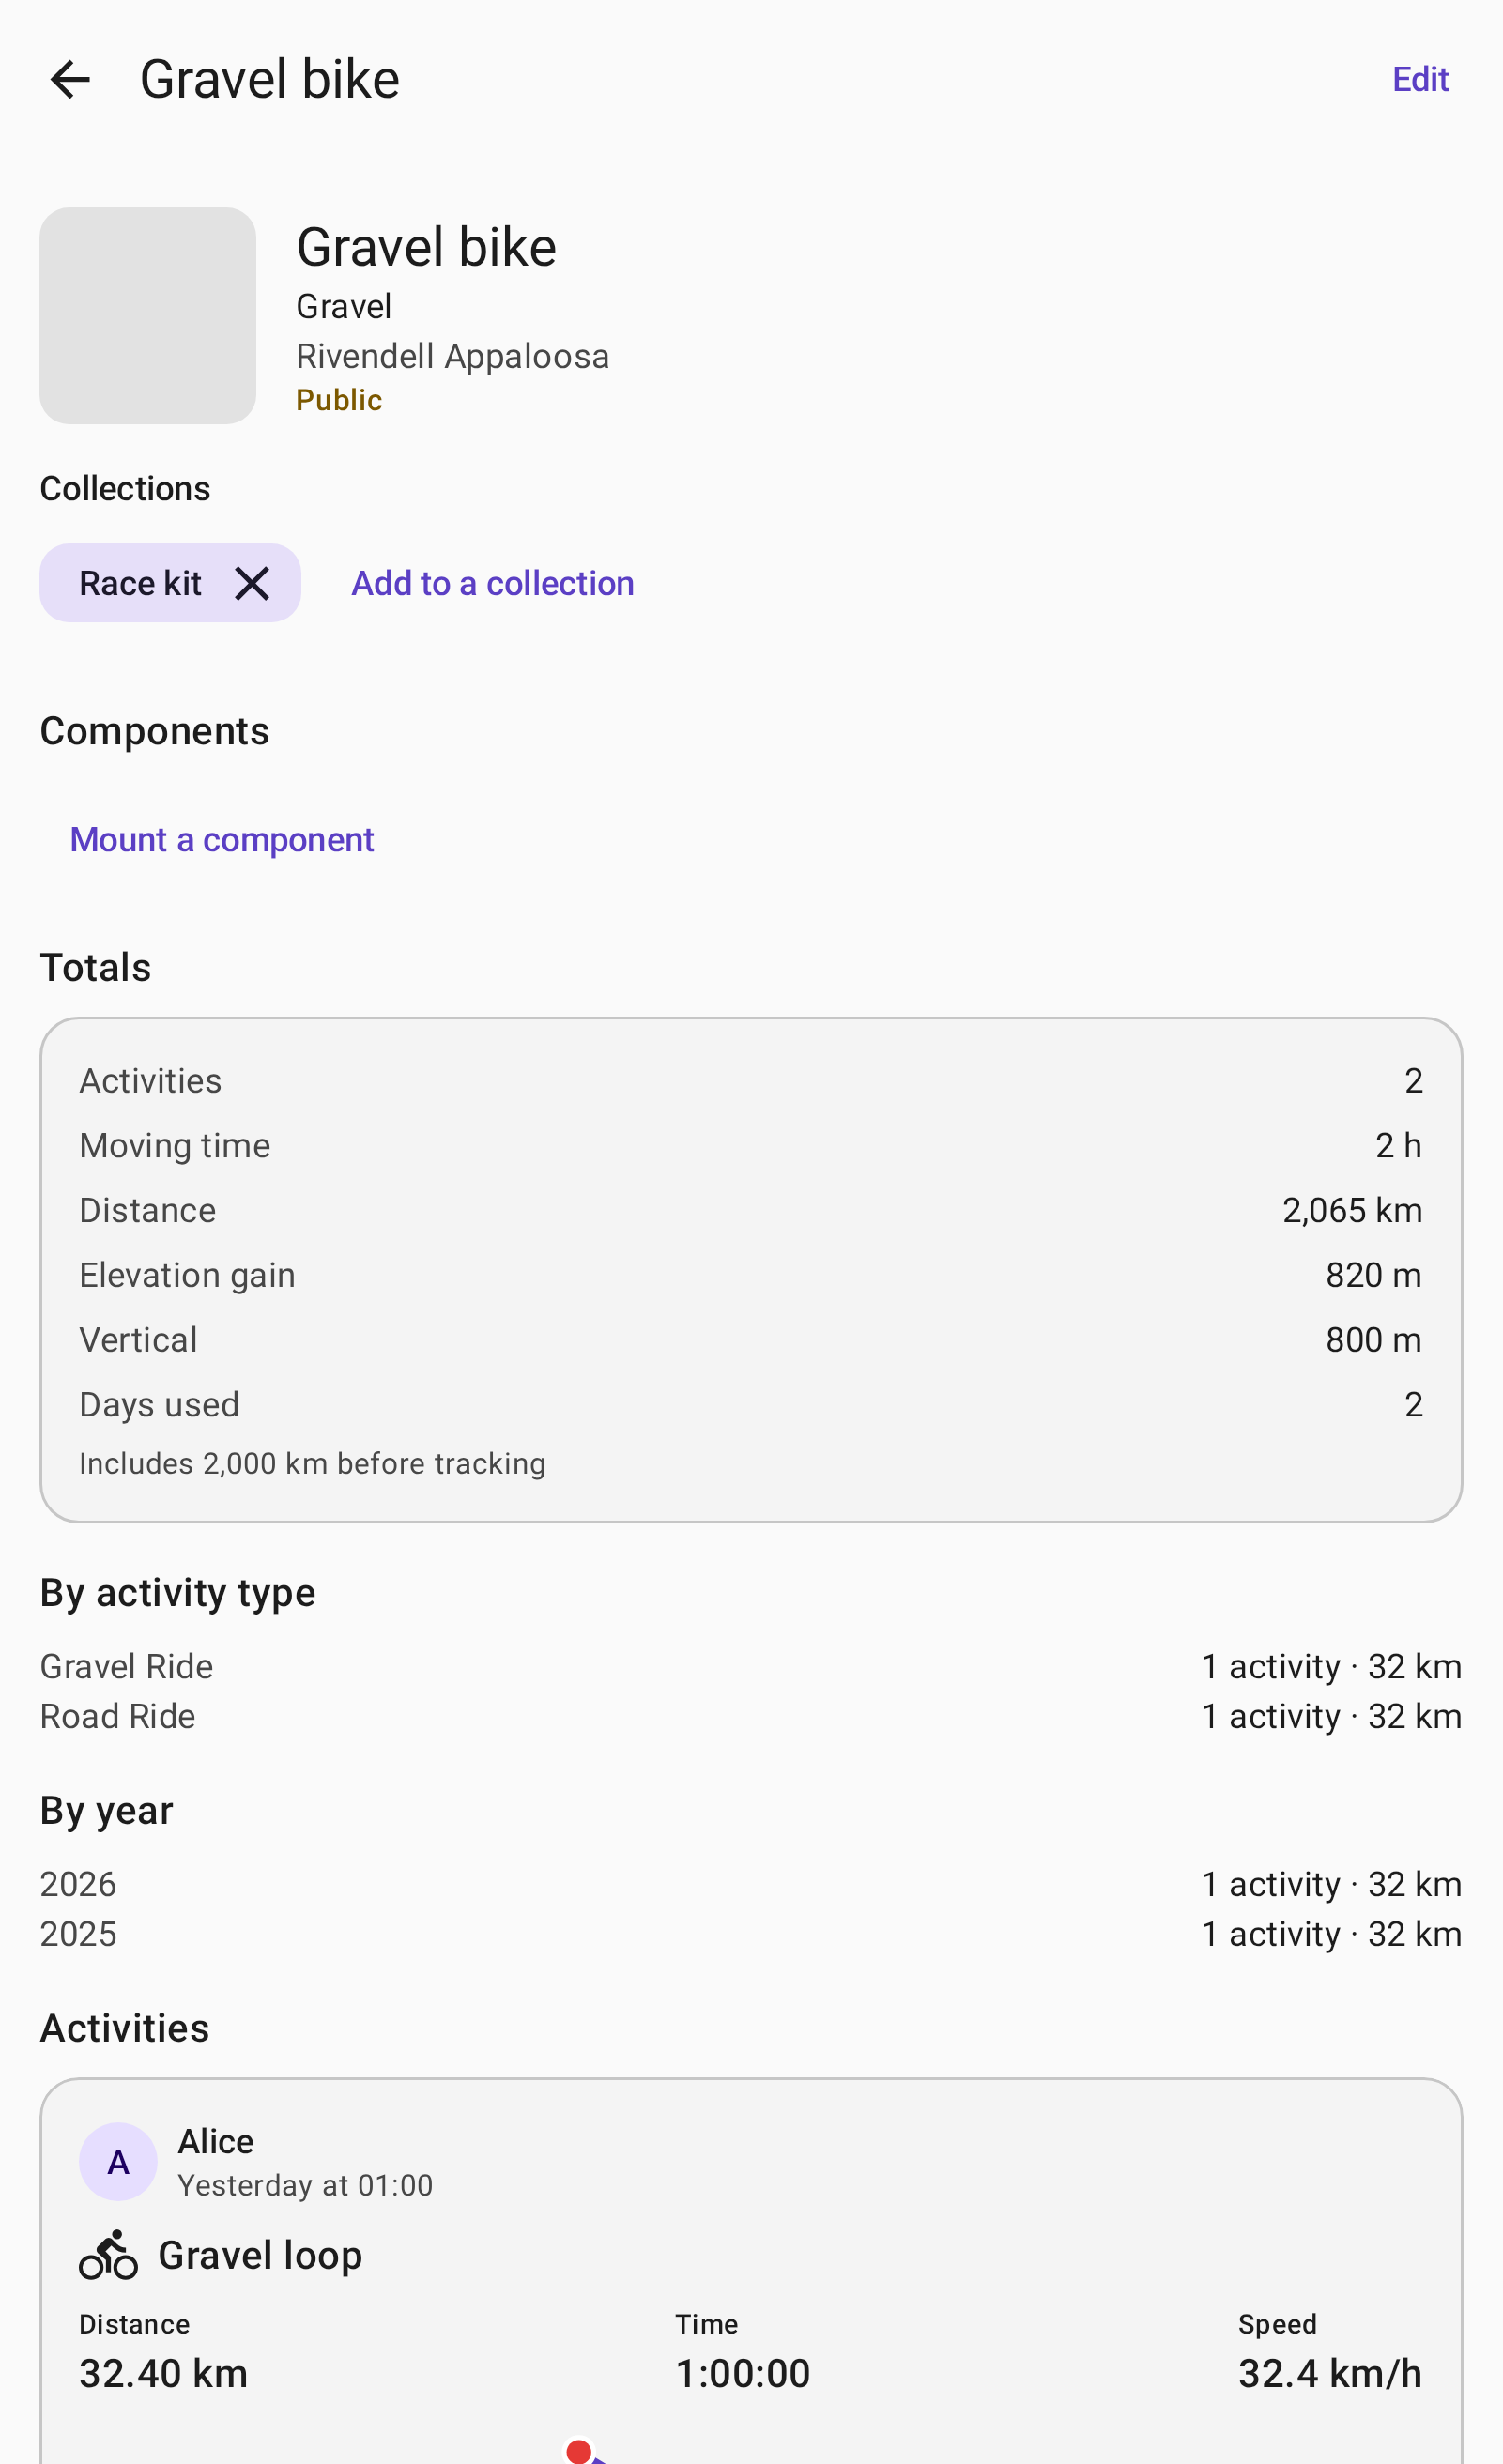 Gravel bike
Edit
Gravel bike
Gravel
Rivendell Appaloosa
Public
Collections
Race kit
Add to a collection
Components
Mount a component
Totals
Activities 2
Moving time 2 h
Distance 2,065 km
Elevation gain 820 m
Vertical 800 m
Days used 2
Includes 2,000 km before tracking
By activity type
Gravel Ride 1 activity · 32 km
Road Ride 1 activity · 32 km
By year
2026 1 activity · 32 km
2025 1 activity · 32 km
Activities
A
Alice
Yesterday at 01:00
Gravel loop
Distance Time Speed
32.40 km 1:00:00 32.4 km/h